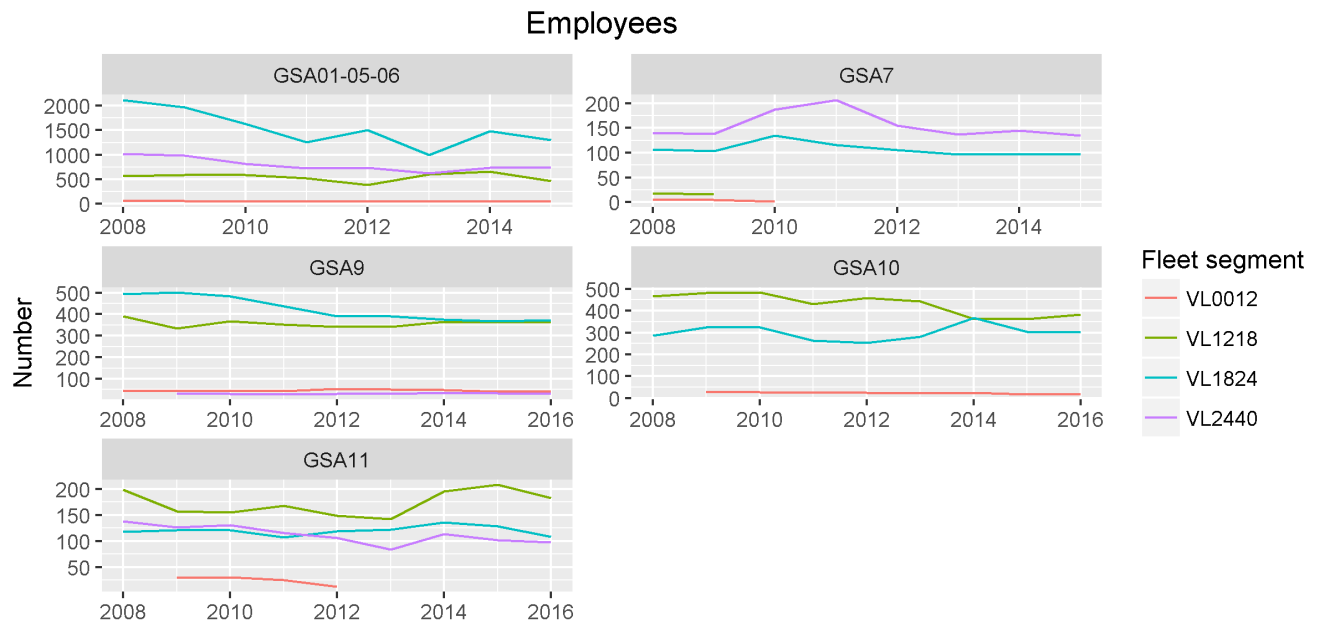 Employees
GSA01-05-06
2000
1500
1000
500
0
2008 2010 2012 2014
GSA7
200
150
100
50
0
2008 2010 2012 2014
GSA9
500
400
300
200
100
2008 2010 2012 2014 2016
GSA10
500
400
300
200
100
0
2008 2010 2012 2014 2016
GSA11
200
150
100
50
2008 2010 2012 2014 2016
Number
Fleet segment
VL0012
VL1218
VL1824
VL2440